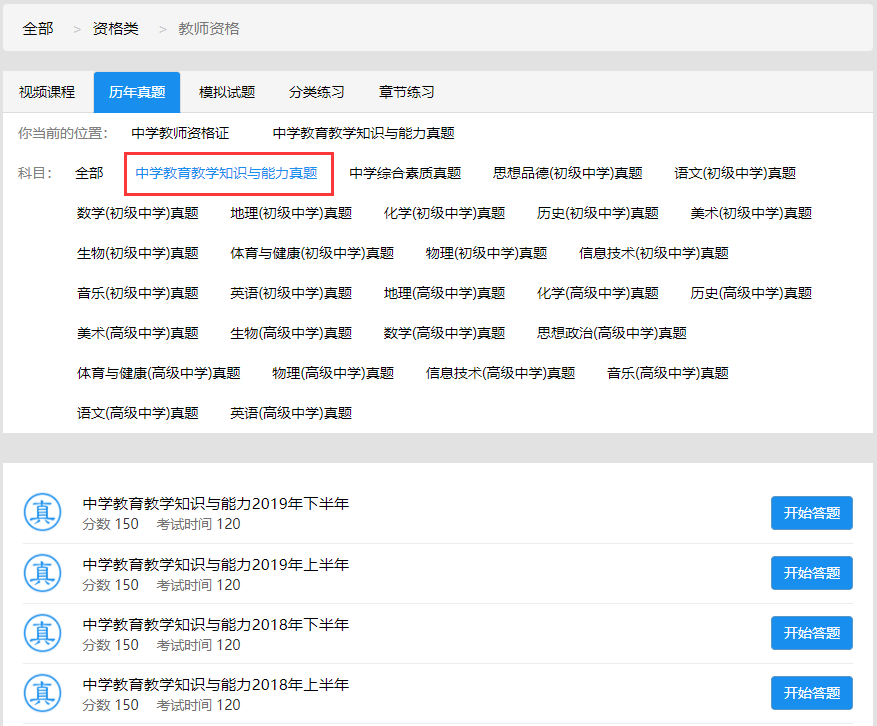 全部 > 资格类 > 教师资格
视频课程 历年真题 模拟试题 分类练习 章节练习
你当前的位置： 中学教师资格证 中学教育教学知识与能力真题
科目： 全部 中学教育教学知识与能力真题 中学综合素质真题 思想品德(初级中学)真题 语文(初级中学)真题
数学(初级中学)真题 地理(初级中学)真题 化学(初级中学)真题 历史(初级中学)真题 美术(初级中学)真题
生物(初级中学)真题 体育与健康(初级中学)真题 物理(初级中学)真题 信息技术(初级中学)真题
音乐(初级中学)真题 英语(初级中学)真题 地理(高级中学)真题 化学(高级中学)真题 历史(高级中学)真题
美术(高级中学)真题 生物(高级中学)真题 数学(高级中学)真题 思想政治(高级中学)真题
体育与健康(高级中学)真题 物理(高级中学)真题 信息技术(高级中学)真题 音乐(高级中学)真题
语文(高级中学)真题 英语(高级中学)真题
真 中学教育教学知识与能力2019年下半年 开始答题
分数 150 考试时间 120
真 中学教育教学知识与能力2019年上半年 开始答题
分数 150 考试时间 120
真 中学教育教学知识与能力2018年下半年 开始答题
分数 150 考试时间 120
真 中学教育教学知识与能力2018年上半年 开始答题
分数 150 考试时间 120